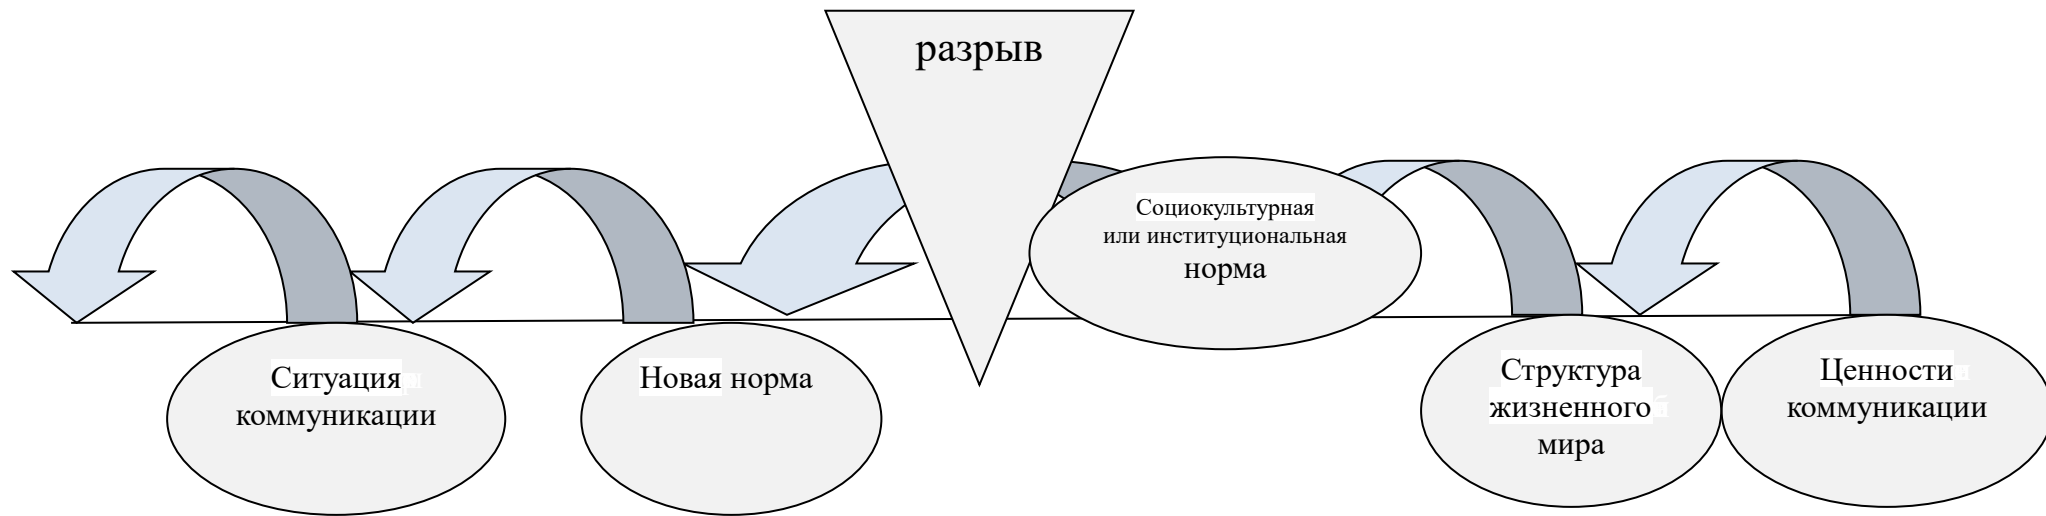 разрыв
Социокультурная
или институциональная
норма
Ситуация
коммуникации
Новая норма
Структура
жизненного
мира
Ценности
коммуникации